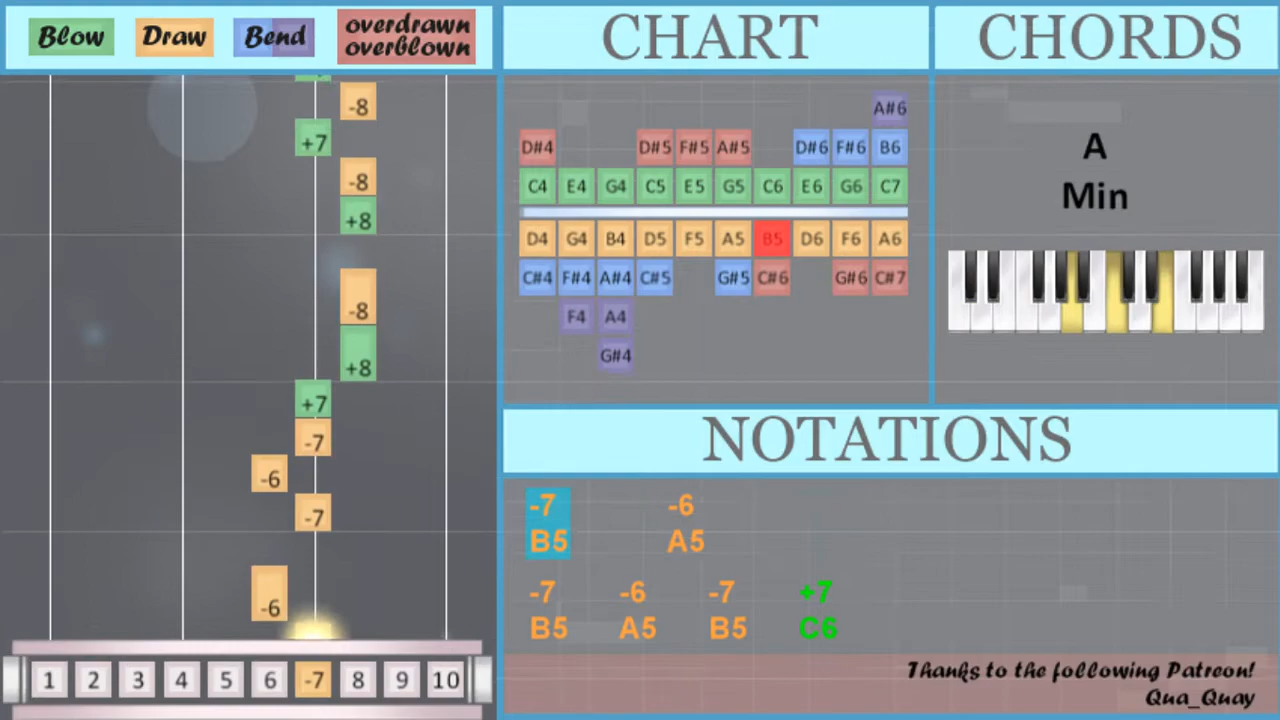 Blow Draw Bend overdrawn
overblown
CHART
CHORDS
-8
+7
-8
+8
-8
+8
+7
-7
-6
-7
-6
1 2 3 4 5 6 -7 8 9 10
A#6
D#4 D#5 F#5 A#5 D#6 F#6 B6
C4 E4 G4 C5 E5 G5 C6 E6 G6 C7
D4 G4 B4 D5 F5 A5 B5 D6 F6 A6
C#4 F#4 A#4 C#5 G#5 C#6 G#6 C#7
F4 A4
G#4
A
Min
NOTATIONS
-7 -6
B5 A5
-7 -6 -7 +7
B5 A5 B5 C6
Thanks to the following Patreon!
Qua_Quay